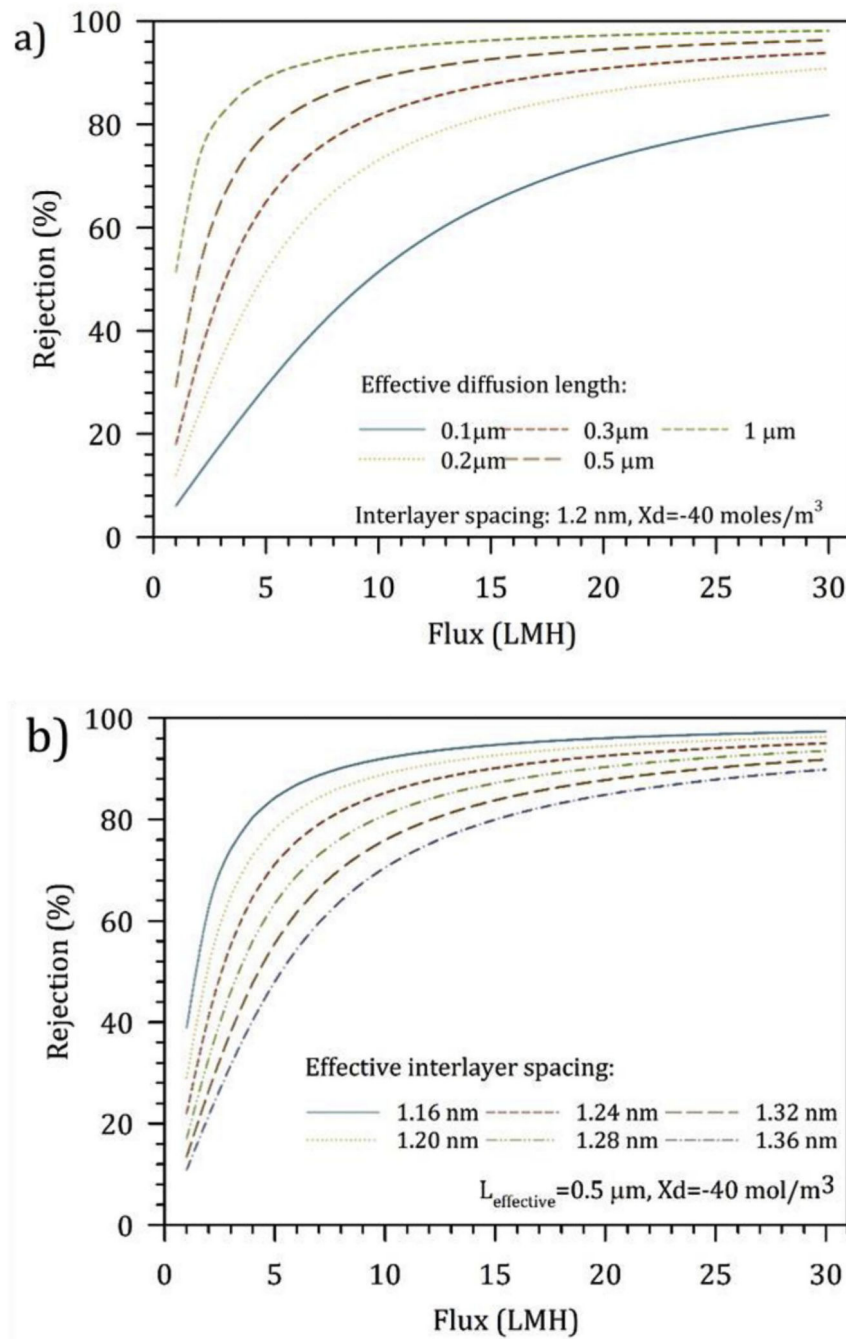 a)
100
80
60
40
20
0
Rejection (%)
Effective diffusion length:
0.1μm 0.3μm 1 μm
0.2μm 0.5 μm
Interlayer spacing: 1.2 nm, Xd=-40 moles/m³
0 5 10 15 20 25 30
Flux (LMH)
b)
100
80
60
40
20
0
Rejection (%)
Effective interlayer spacing:
1.16 nm 1.24 nm 1.32 nm
1.20 nm 1.28 nm 1.36 nm
Leffective=0.5 μm, Xd=-40 mol/m³
0 5 10 15 20 25 30
Flux (LMH)